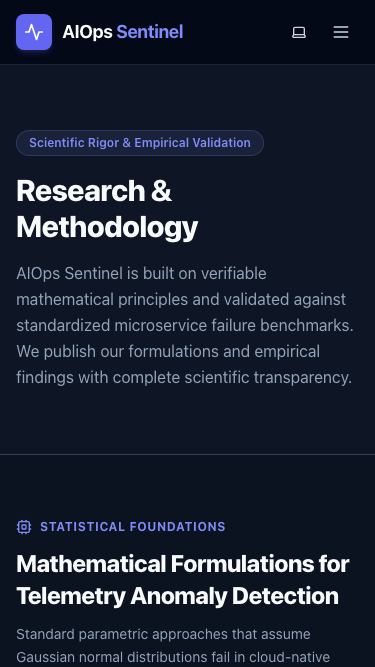 AIOps Sentinel
Scientific Rigor & Empirical Validation
Research &
Methodology
AIOps Sentinel is built on verifiable
mathematical principles and validated against
standardized microservice failure benchmarks.
We publish our formulations and empirical
findings with complete scientific transparency.
STATISTICAL FOUNDATIONS
Mathematical Formulations for
Telemetry Anomaly Detection
Standard parametric approaches that assume
Gaussian normal distributions fail in cloud-native